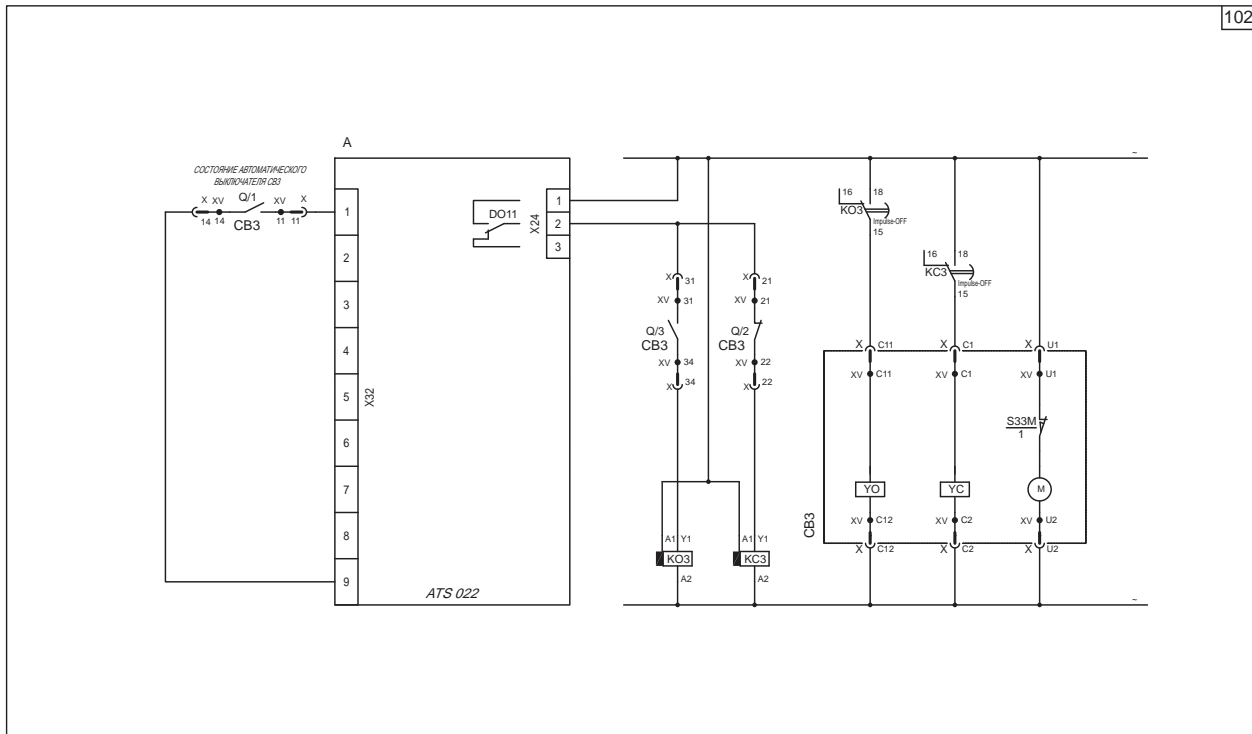 102
A
СОСТОЯНИЕ АВТОМАТИЧЕСКОГО
ВЫКЛЮЧАТЕЛЯ CB3
X XV Q/1 XV X
14 14 CB3 11 11
1
2
3
4
5
6
7
8
9
X32
DO11
X24
1
2
3
ATS 022
X 31
XV 31
Q/3
CB3
XV 34
X 34
A1 Y1
KO3
A2
X 21
XV 21
Q/2
CB3
XV 22
X 22
A1 Y1
KC3
A2
~
16 18
KO3
Impulse-OFF
15
16 18
KC3
Impulse-OFF
15
X C11 X C1 X U1
XV C11 XV C1 XV U1
S33M
1
YO YC M
CB3
XV C12 XV C2 XV U2
X C12 X C2 X U2
~